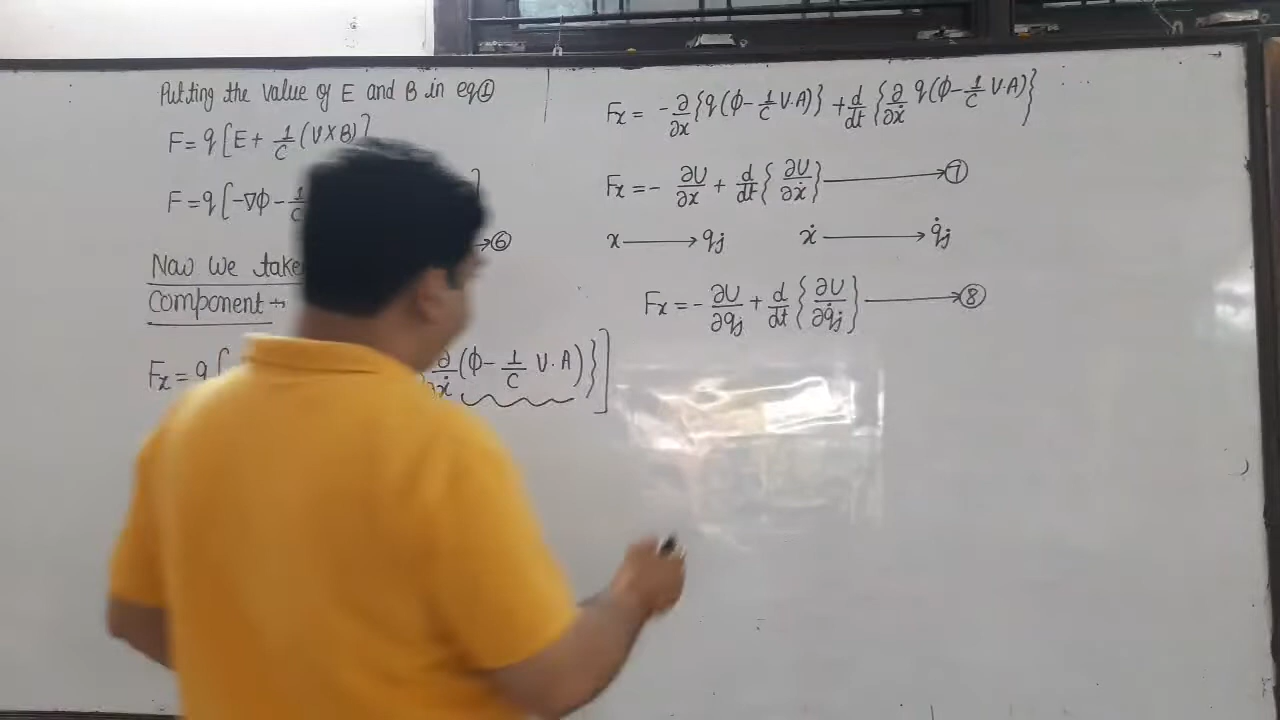 Putting the value of E and B in eq①
F = q[E + 1/C (V×B)]
F = q[-∇ϕ - 1/C ]
→⑥
Now we take
Component →
Fx = q[ ∂/∂ẋ (ϕ - 1/C V·A)}]
Fx = -∂/∂x {q(ϕ - 1/C V·A)} + d/dt {∂/∂ẋ q(ϕ - 1/C V·A)}
Fx = - ∂U/∂x + d/dt {∂U/∂ẋ} → ⑦
x → qj ẋ → q̇j
Fx = - ∂U/∂qj + d/dt {∂U/∂q̇j} → ⑧